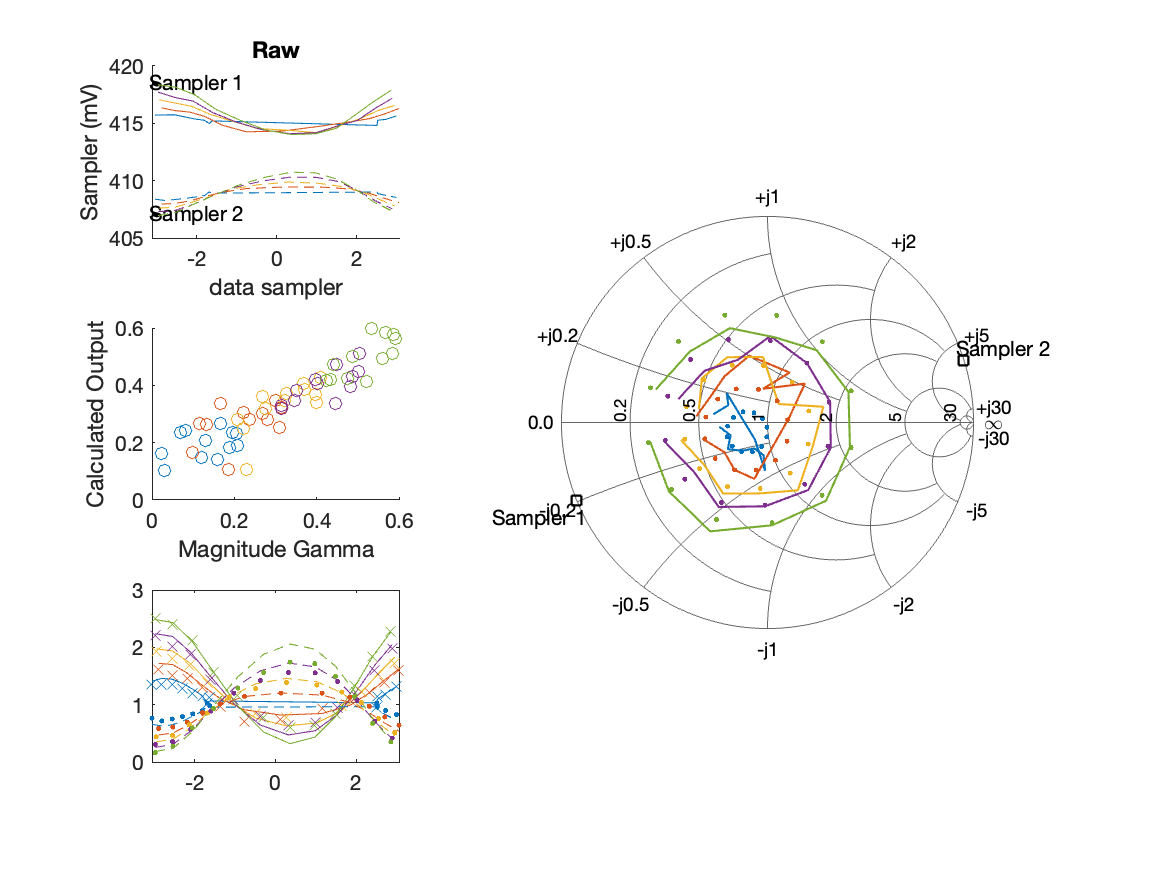 Raw
420
415
410
405
Sampler (mV)
Sampler 1
Sampler 2
-2 0 2
data sampler
0.6
0.4
0.2
0
Calculated Output
0 0.2 0.4 0.6
Magnitude Gamma
3
2
1
0
-2 0 2
+j1
+j0.5 +j2
+j0.2 +j5
Sampler 2
0.0 0.2 0.5 1 2 5 30 +j30
∞
-j30
-j0.2 -j5
Sampler 1
-j0.5 -j2
-j1